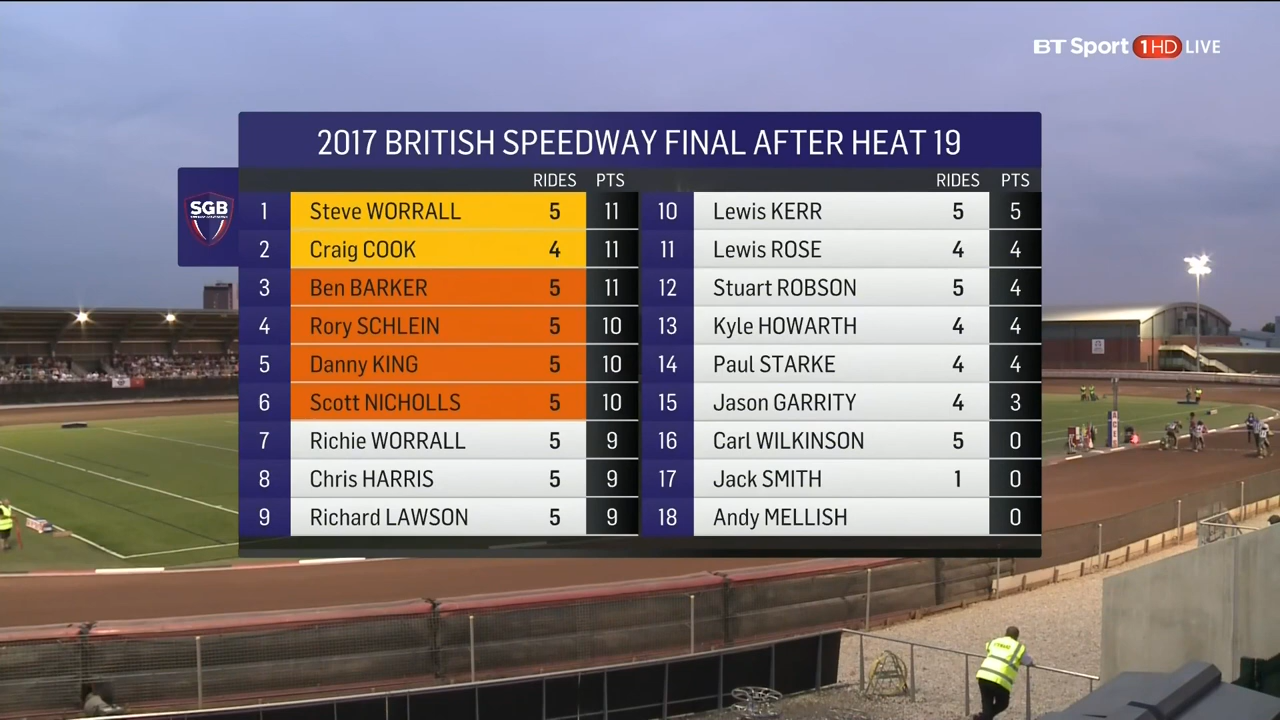 BT Sport 1HD LIVE
2017 BRITISH SPEEDWAY FINAL AFTER HEAT 19
RIDES PTS RIDES PTS
SGB
1 Steve WORRALL 5 11 10 Lewis KERR 5 5
2 Craig COOK 4 11 11 Lewis ROSE 4 4
3 Ben BARKER 5 11 12 Stuart ROBSON 5 4
4 Rory SCHLEIN 5 10 13 Kyle HOWARTH 4 4
5 Danny KING 5 10 14 Paul STARKE 4 4
6 Scott NICHOLLS 5 10 15 Jason GARRITY 4 3
7 Richie WORRALL 5 9 16 Carl WILKINSON 5 0
8 Chris HARRIS 5 9 17 Jack SMITH 1 0
9 Richard LAWSON 5 9 18 Andy MELLISH 0